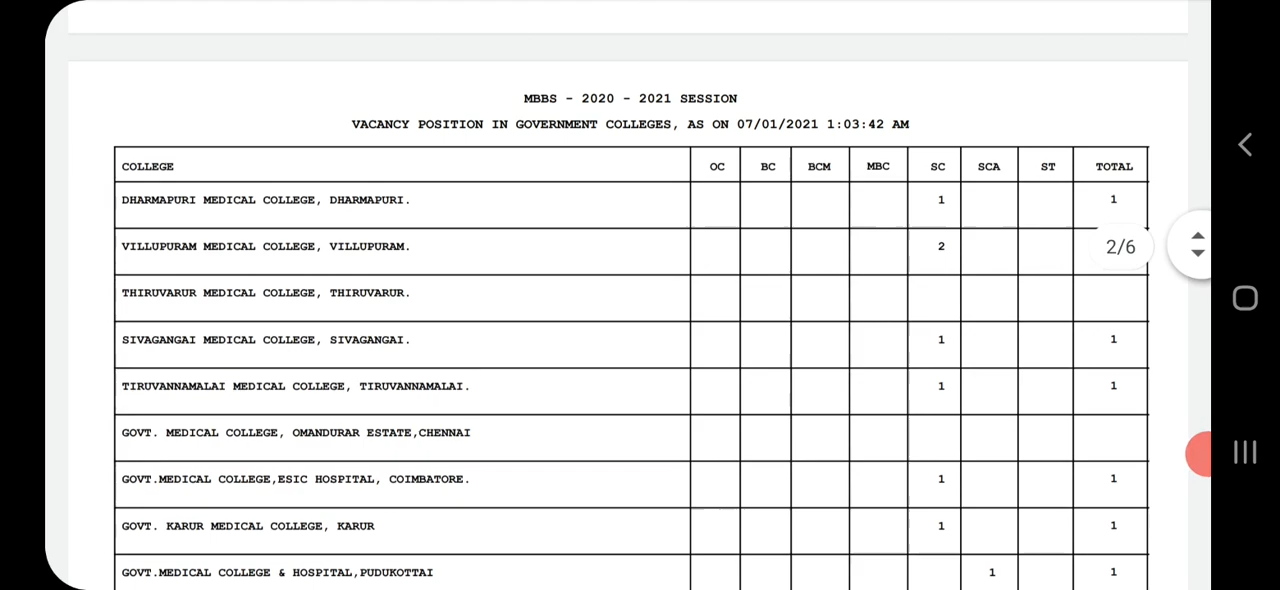 MBBS - 2020 - 2021 SESSION
VACANCY POSITION IN GOVERNMENT COLLEGES, AS ON 07/01/2021 1:03:42 AM
COLLEGE OC BC BCM MBC SC SCA ST TOTAL
DHARMAPURI MEDICAL COLLEGE, DHARMAPURI. 1 1
VILLUPURAM MEDICAL COLLEGE, VILLUPURAM. 2 2/6
THIRUVARUR MEDICAL COLLEGE, THIRUVARUR.
SIVAGANGAI MEDICAL COLLEGE, SIVAGANGAI. 1 1
TIRUVANNAMALAI MEDICAL COLLEGE, TIRUVANNAMALAI. 1 1
GOVT. MEDICAL COLLEGE, OMANDURAR ESTATE,CHENNAI
GOVT.MEDICAL COLLEGE,ESIC HOSPITAL, COIMBATORE. 1 1
GOVT. KARUR MEDICAL COLLEGE, KARUR 1 1
GOVT.MEDICAL COLLEGE & HOSPITAL,PUDUKOTTAI 1 1